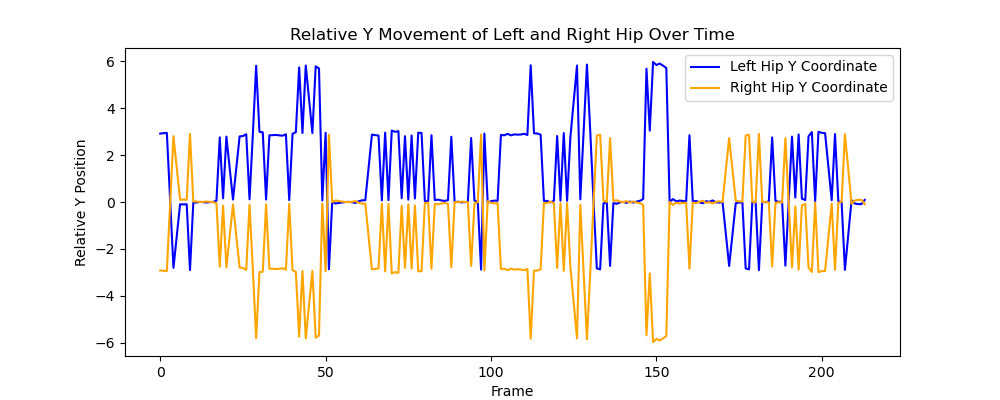 Relative Y Movement of Left and Right Hip Over Time
Left Hip Y Coordinate
Right Hip Y Coordinate
Relative Y Position
6
4
2
0
−2
−4
−6
0 50 100 150 200
Frame